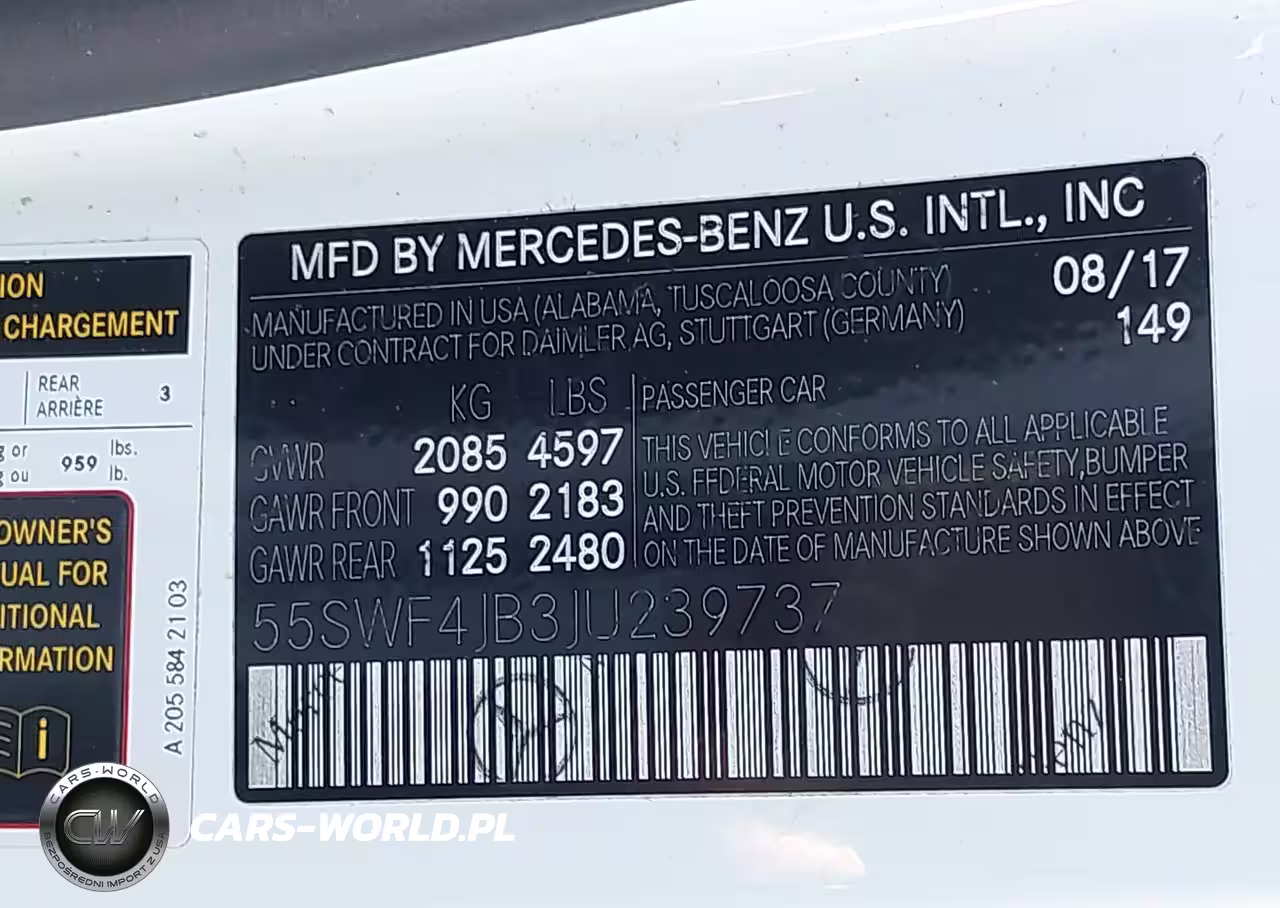 ION
CHARGEMENT
REAR
ARRIÈRE
3
g or
g ou
959
lbs.
lb.
OWNER'S
UAL FOR
ITIONAL
RMATION
i
A 205 584 21 03
MFD BY MERCEDES-BENZ U.S. INTL., INC
MANUFACTURED IN USA (ALABAMA, TUSCALOOSA COUNTY)
UNDER CONTRACT FOR DAIMLER AG, STUTTGART (GERMANY)
08/17
149
KG LBS
GVWR 2085 4597
GAWR FRONT 990 2183
GAWR REAR 1125 2480
PASSENGER CAR
THIS VEHICLE CONFORMS TO ALL APPLICABLE
U.S. FEDERAL MOTOR VEHICLE SAFETY,BUMPER
AND THEFT PREVENTION STANDARDS IN EFFECT
ON THE DATE OF MANUFACTURE SHOWN ABOVE
55SWF4JB3JU239737
CARS-WORLD
CW
BEZPOŚREDNI IMPORT Z USA
CARS-WORLD.PL